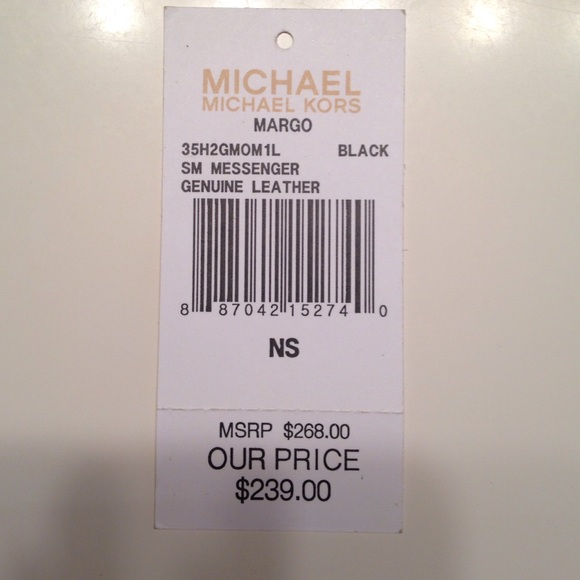 MICHAEL
MICHAEL KORS
MARGO
35H2GMOM1L BLACK
SM MESSENGER
GENUINE LEATHER
8 87042 15274 0
NS
MSRP $268.00
OUR PRICE
$239.00